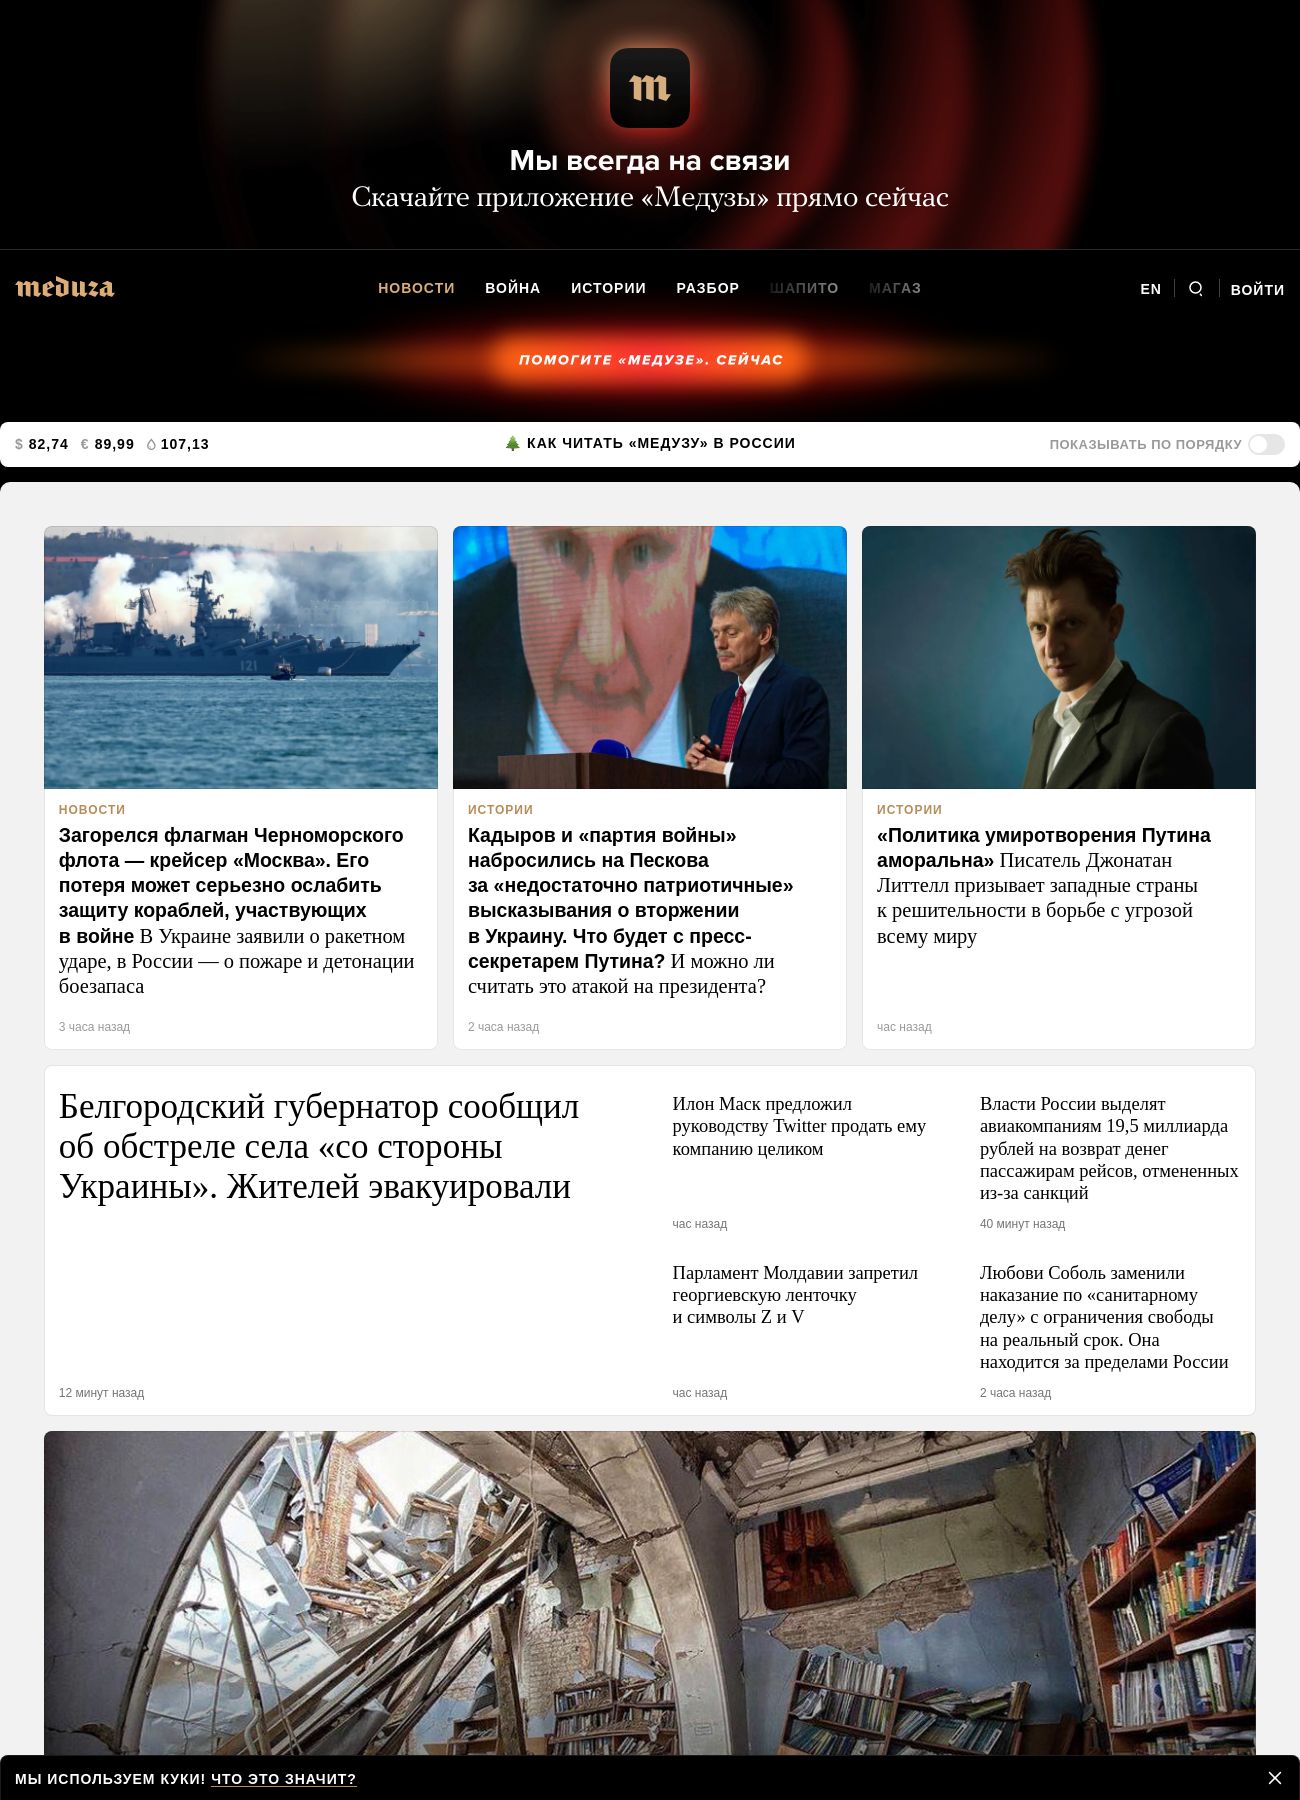 m
Мы всегда на связи
Скачайте приложение «Медузы» прямо сейчас
meduza
НОВОСТИ ВОЙНА ИСТОРИИ РАЗБОР ШАПИТО МАГАЗ
EN
ВОЙТИ
ПОМОГИТЕ «МЕДУЗЕ». СЕЙЧАС
$ 82,74 € 89,99 107,13
КАК ЧИТАТЬ «МЕДУЗУ» В РОССИИ
ПОКАЗЫВАТЬ ПО ПОРЯДКУ
121
НОВОСТИ
Загорелся флагман Черноморского
флота — крейсер «Москва». Его
потеря может серьезно ослабить
защиту кораблей, участвующих
в войне В Украине заявили о ракетном
ударе, в России — о пожаре и детонации
боезапаса
3 часа назад
ИСТОРИИ
Кадыров и «партия войны»
набросились на Пескова
за «недостаточно патриотичные»
высказывания о вторжении
в Украину. Что будет с пресс-
секретарем Путина? И можно ли
считать это атакой на президента?
2 часа назад
ИСТОРИИ
«Политика умиротворения Путина
аморальна» Писатель Джонатан
Литтелл призывает западные страны
к решительности в борьбе с угрозой
всему миру
час назад
Белгородский губернатор сообщил
об обстреле села «со стороны
Украины». Жителей эвакуировали
12 минут назад
Илон Маск предложил
руководству Twitter продать ему
компанию целиком
час назад
Власти России выделят
авиакомпаниям 19,5 миллиарда
рублей на возврат денег
пассажирам рейсов, отмененных
из-за санкций
40 минут назад
Парламент Молдавии запретил
георгиевскую ленточку
и символы Z и V
час назад
Любови Соболь заменили
наказание по «санитарному
делу» с ограничения свободы
на реальный срок. Она
находится за пределами России
2 часа назад
МЫ ИСПОЛЬЗУЕМ КУКИ! ЧТО ЭТО ЗНАЧИТ?